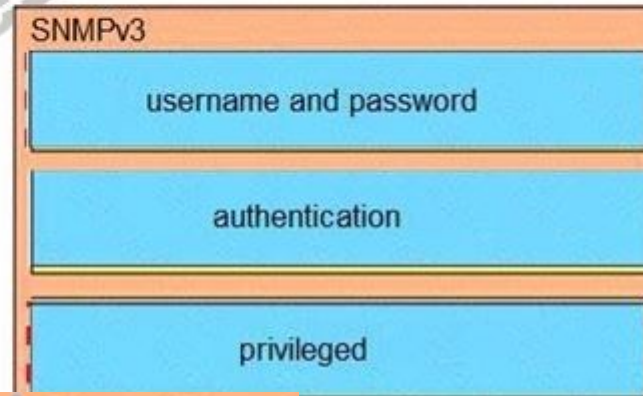 SNMPv3
username and password
authentication
privileged